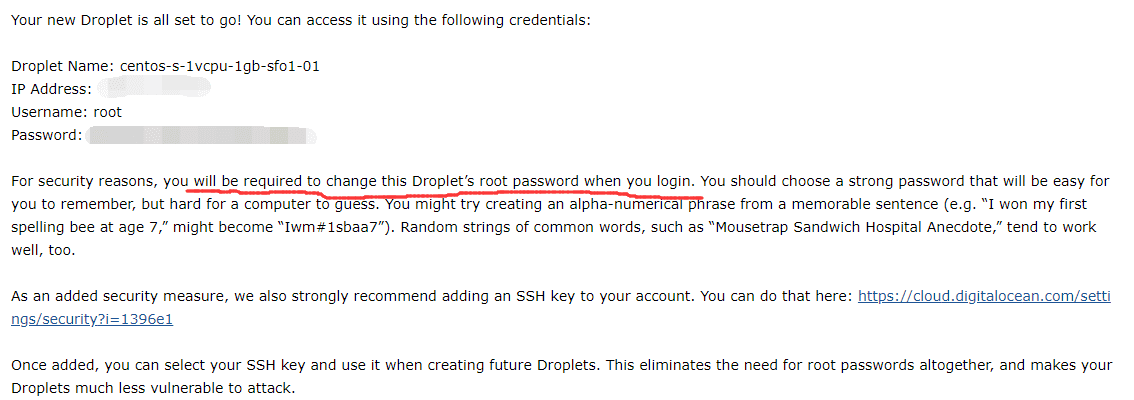 Your new Droplet is all set to go! You can access it using the following credentials:
Droplet Name: centos-s-1vcpu-1gb-sfo1-01
IP Address:
Username: root
Password:
For security reasons, you will be required to change this Droplet’s root password when you login. You should choose a strong password that will be easy for
you to remember, but hard for a computer to guess. You might try creating an alpha-numerical phrase from a memorable sentence (e.g. “I won my first
spelling bee at age 7,” might become “Iwm#1sbaa7”). Random strings of common words, such as “Mousetrap Sandwich Hospital Anecdote,” tend to work
well, too.
As an added security measure, we also strongly recommend adding an SSH key to your account. You can do that here: https://cloud.digitalocean.com/setti
ngs/security?i=1396e1
Once added, you can select your SSH key and use it when creating future Droplets. This eliminates the need for root passwords altogether, and makes your
Droplets much less vulnerable to attack.